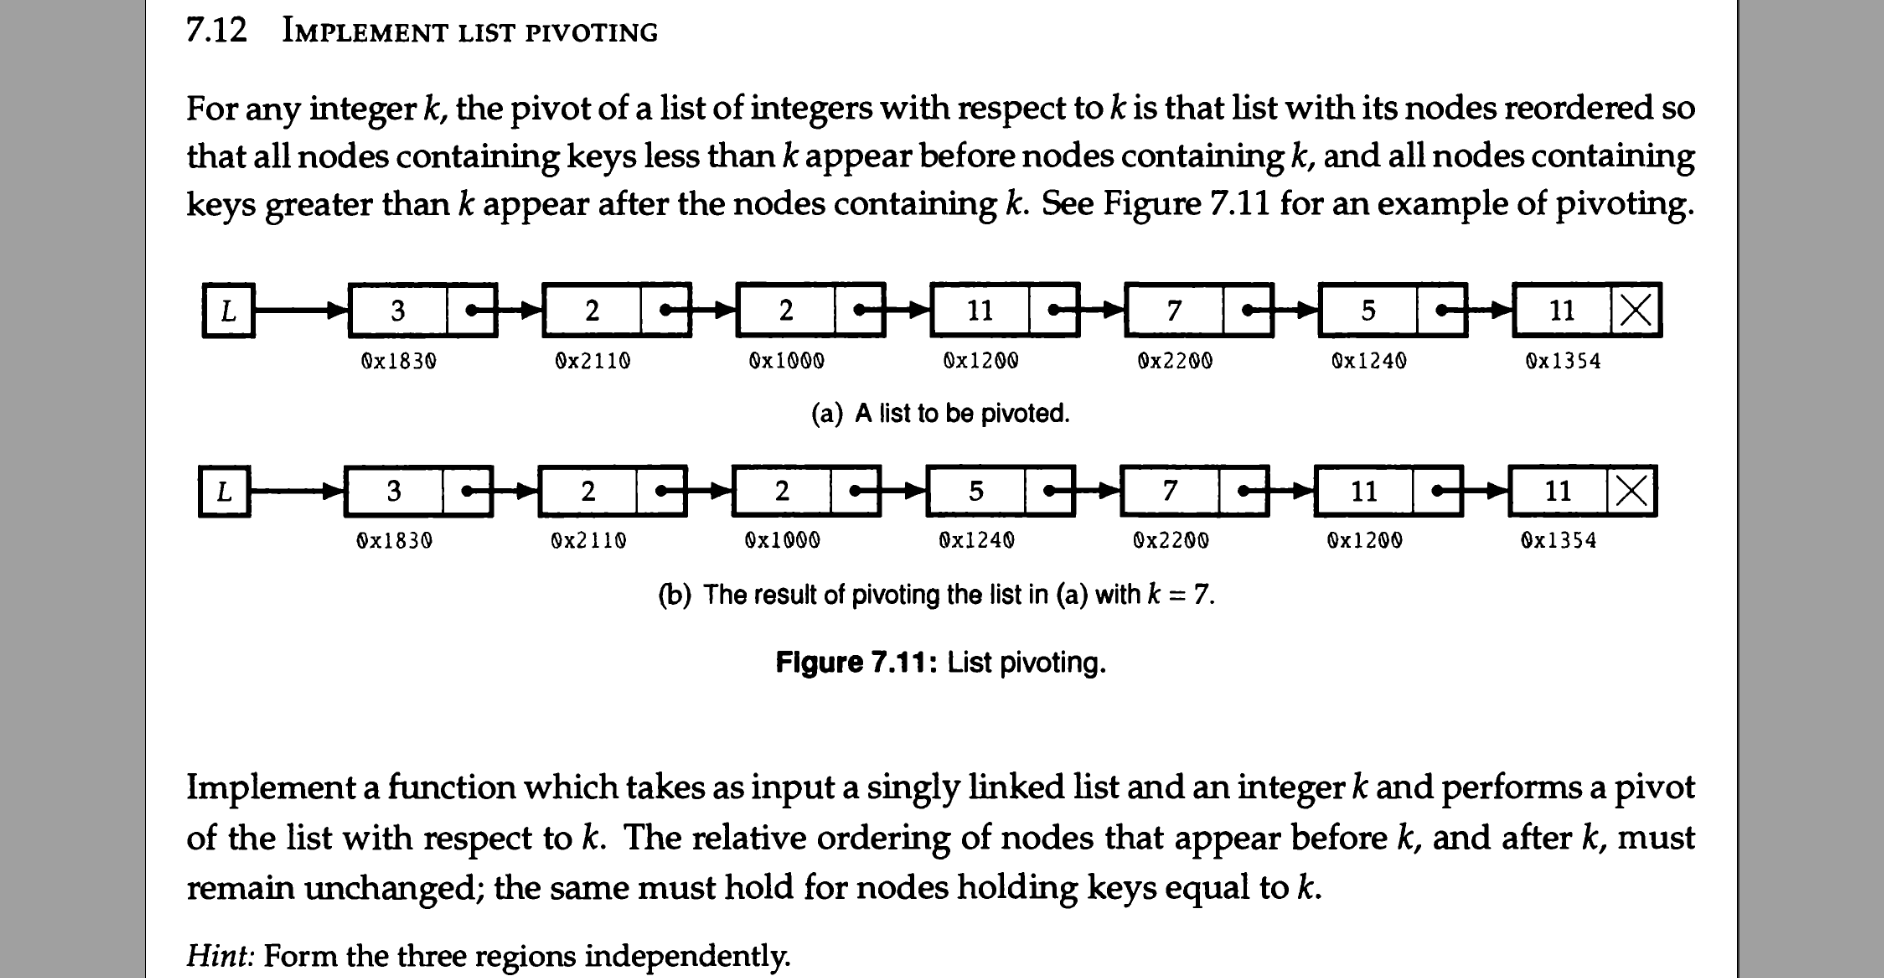 7.12 IMPLEMENT LIST PIVOTING
For any integer k, the pivot of a list of integers with respect to k is that list with its nodes reordered so
that all nodes containing keys less than k appear before nodes containing k, and all nodes containing
keys greater than k appear after the nodes containing k. See Figure 7.11 for an example of pivoting.
L 3 2 2 11 7 5 11
0x1830 0x2110 0x1000 0x1200 0x2200 0x1240 0x1354
(a) A list to be pivoted.
L 3 2 2 5 7 11 11
0x1830 0x2110 0x1000 0x1240 0x2200 0x1200 0x1354
(b) The result of pivoting the list in (a) with k = 7.
Figure 7.11: List pivoting.
Implement a function which takes as input a singly linked list and an integer k and performs a pivot
of the list with respect to k. The relative ordering of nodes that appear before k, and after k, must
remain unchanged; the same must hold for nodes holding keys equal to k.
Hint: Form the three regions independently.